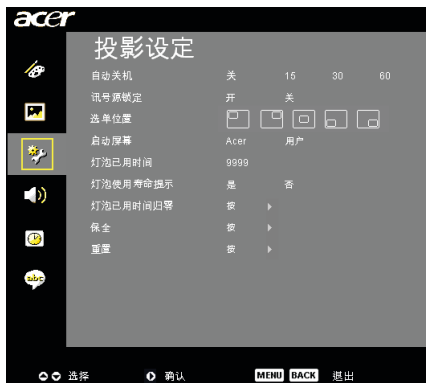 acer
投影设定
自动关机 关 15 30 60
讯号源锁定 开 关
选单位置
启动屏幕 Acer 用户
灯泡已用时间 9999
灯泡使用寿命提示 是 否
灯泡已用时间归零 按
保全 按
重置 按
abc
选择 确认 MENU BACK 退出